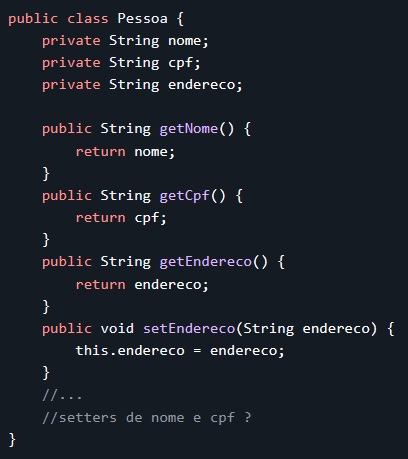 public class Pessoa {
    private String nome;
    private String cpf;
    private String endereco;

    public String getNome() {
        return nome;
    }
    public String getCpf() {
        return cpf;
    }
    public String getEndereco() {
        return endereco;
    }
    public void setEndereco(String endereco) {
        this.endereco = endereco;
    }
    //...
    //setters de nome e cpf ?
}